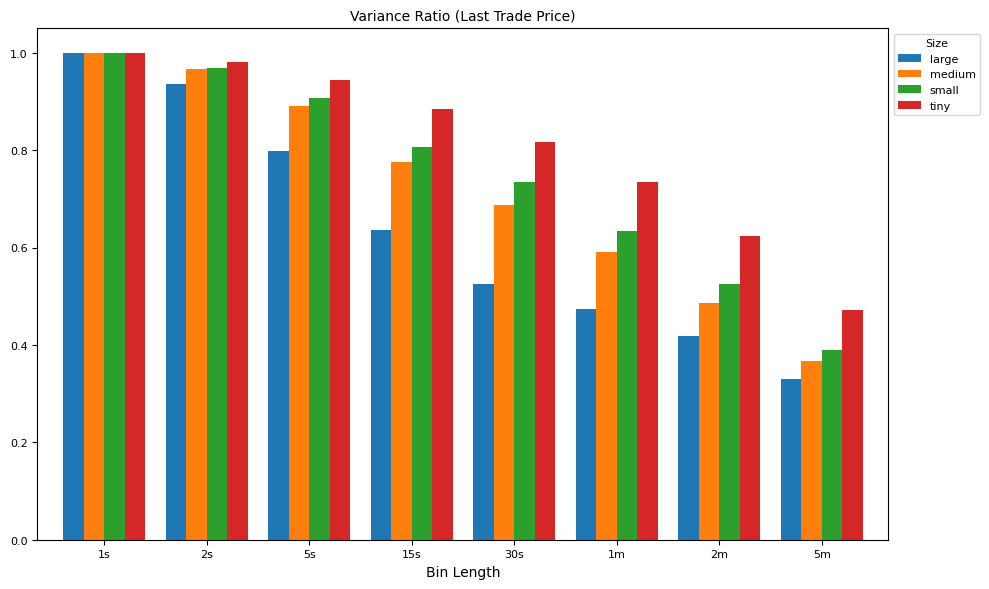 Variance Ratio (Last Trade Price)
Size
large
medium
small
tiny
1.0
0.8
0.6
0.4
0.2
0.0
1s 2s 5s 15s 30s 1m 2m 5m
Bin Length